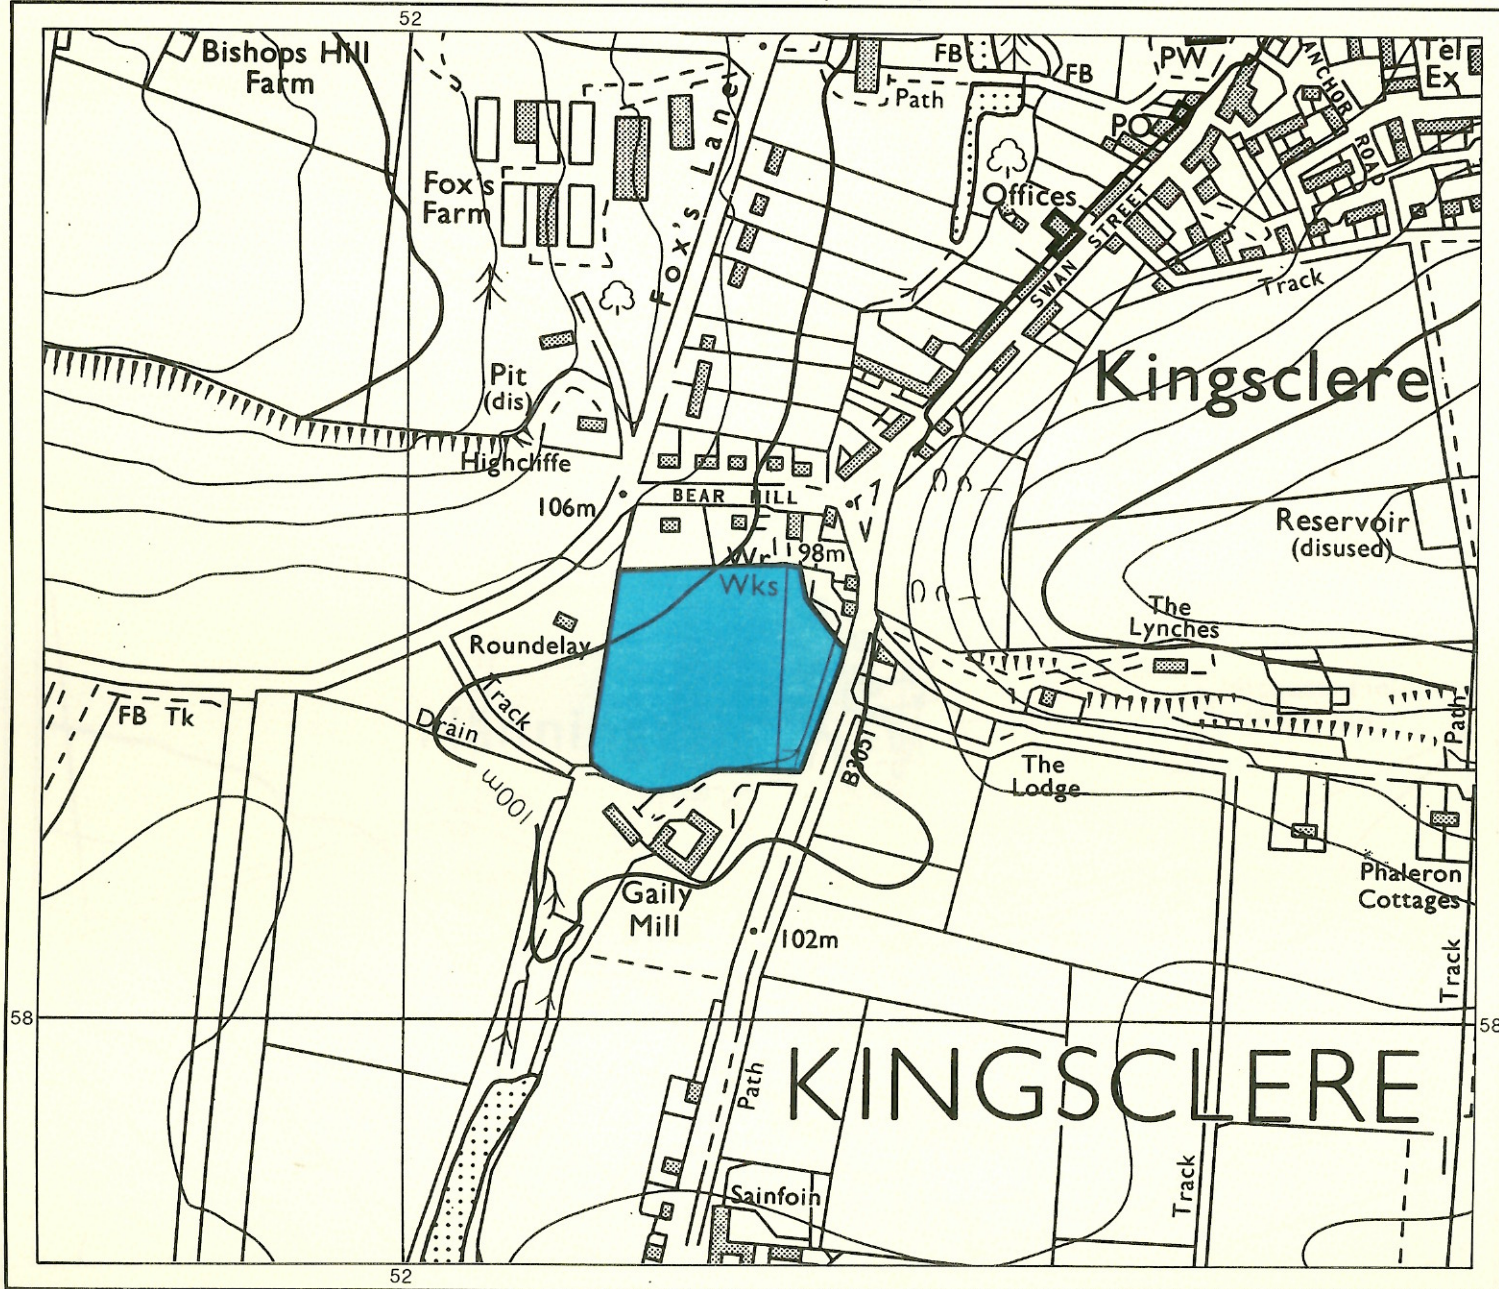 52
Bishops Hill
Farm
FB
FB
PW
Tel
Ex
ANCHOR
ROAD
Path
PO
Fox's
Farm
Fox's Lane
Offices
SWAN STREET
Track
Kingsclere
Pit
(dis)
Highcliffe
106m
BEAR HILL
Reservoir
(disused)
Wr
98m
Wks
The
Lynches
Roundelay
Track
FB Tk
Drain
100m
B3051
The
Lodge
Path
Phaleron
Cottages
Gaily
Mill
102m
Track
58
58
KINGSCLERE
Path
Track
Sainfoin
52